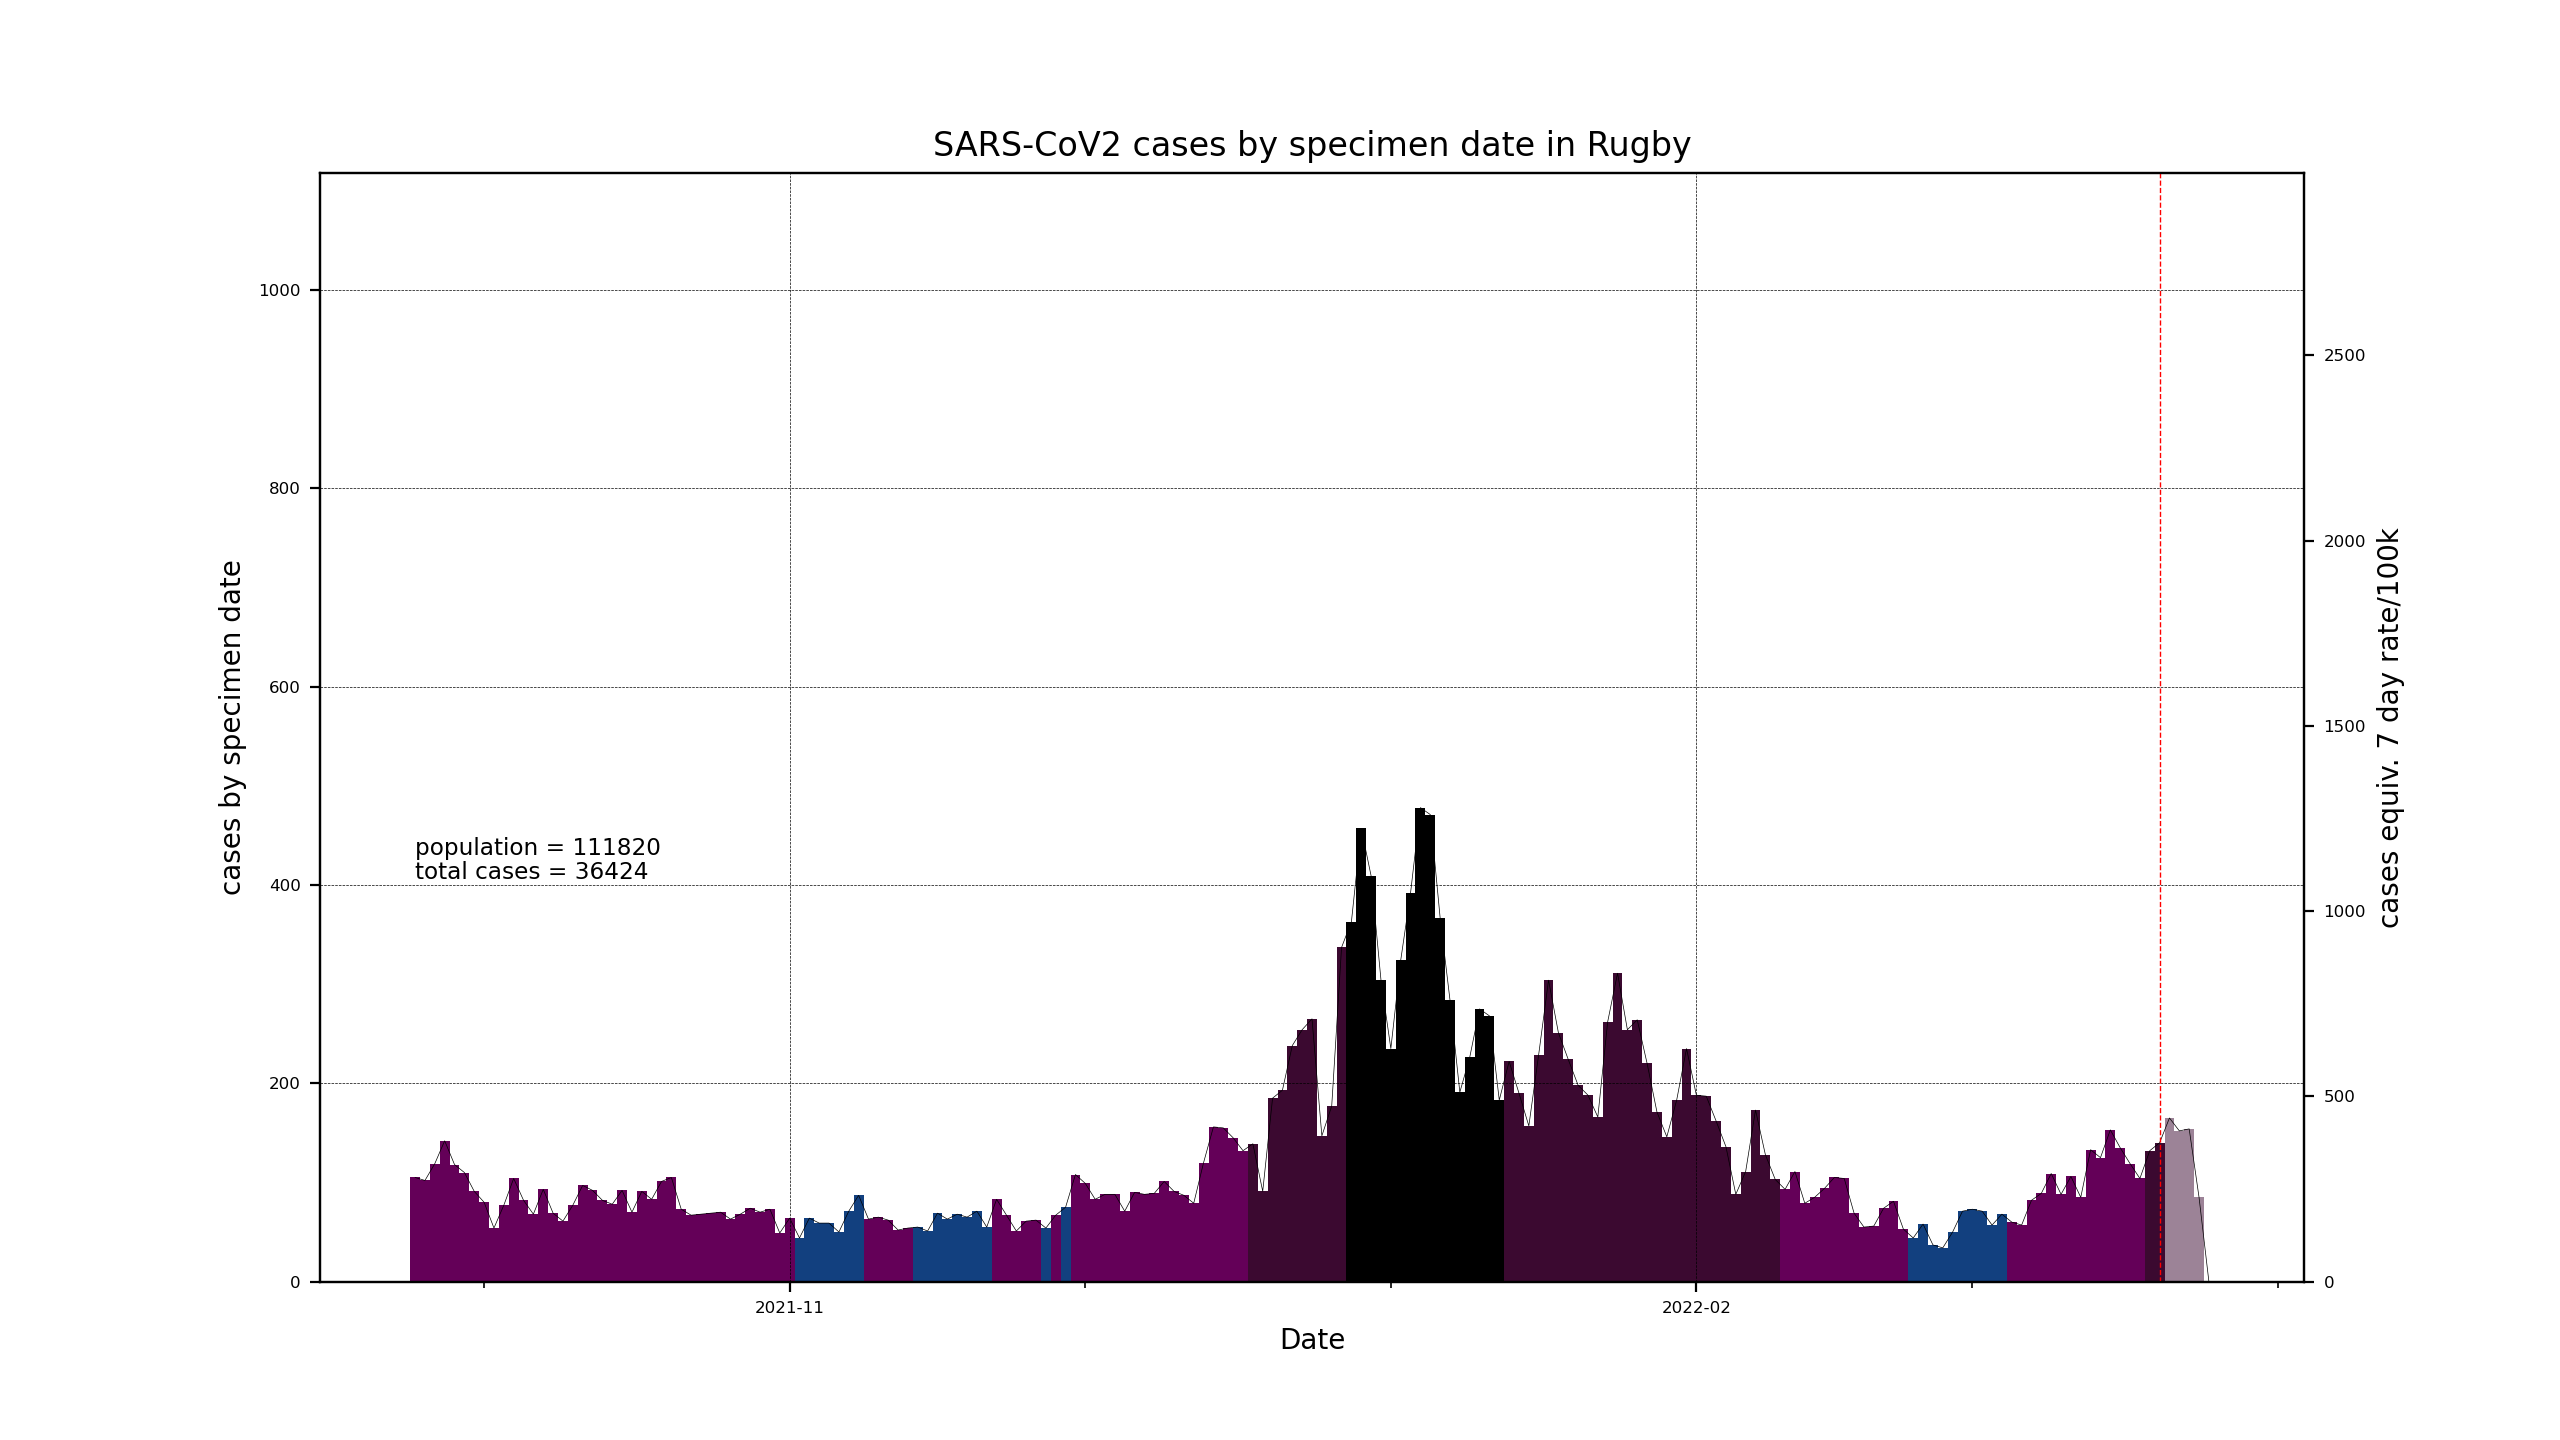 SARS-CoV2 cases by specimen date in Rugby
1000
800
600
400
200
0
cases by specimen date
population = 111820
total cases = 36424
2500
2000
1500
1000
500
0
cases equiv. 7 day rate/100k
2021-11
2022-02
Date